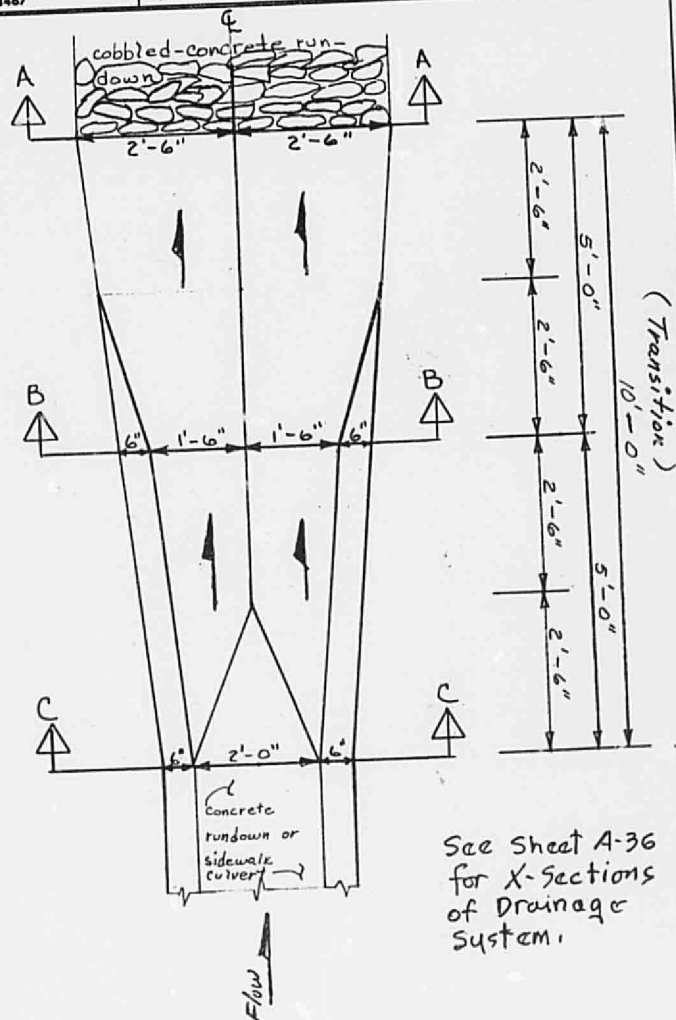 ℄
cobbled-concrete run-
down
A A
2'-6" 2'-6"
2'-6"
5'-0"
2'-6"
(Transition)
10'-0"
B B
6" 1'-6" 1'-6" 6"
2'-6"
5'-0"
2'-6"
C C
6" 2'-0" 6"
concrete
rundown or
sidewalk
culvert
See Sheet A-36
for X-Sections
of Drainage
System.
Flow